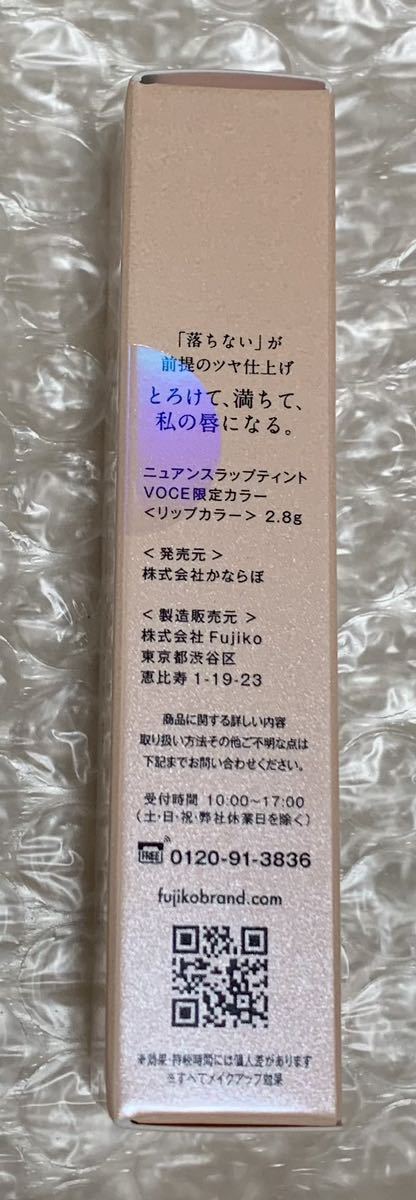 「落ちない」が
前提のツヤ仕上げ
とろけて、満ちて、
私の唇になる。
ニュアンスラップティント
VOCE限定カラー
＜リップカラー＞ 2.8g
＜発売元＞
株式会社かならぼ
＜製造販売元＞
株式会社Fujiko
東京都渋谷区
恵比寿 1-19-23
商品に関する詳しい内容
取り扱い方法その他ご不明な点は
下記までお問い合わせください。
受付時間 10:00〜17:00
(土・日・祝・弊社休業日を除く)
FREE 0120-91-3836
fujikobrand.com
※効果・持続時間には個人差があります
※すべてメイクアップ効果